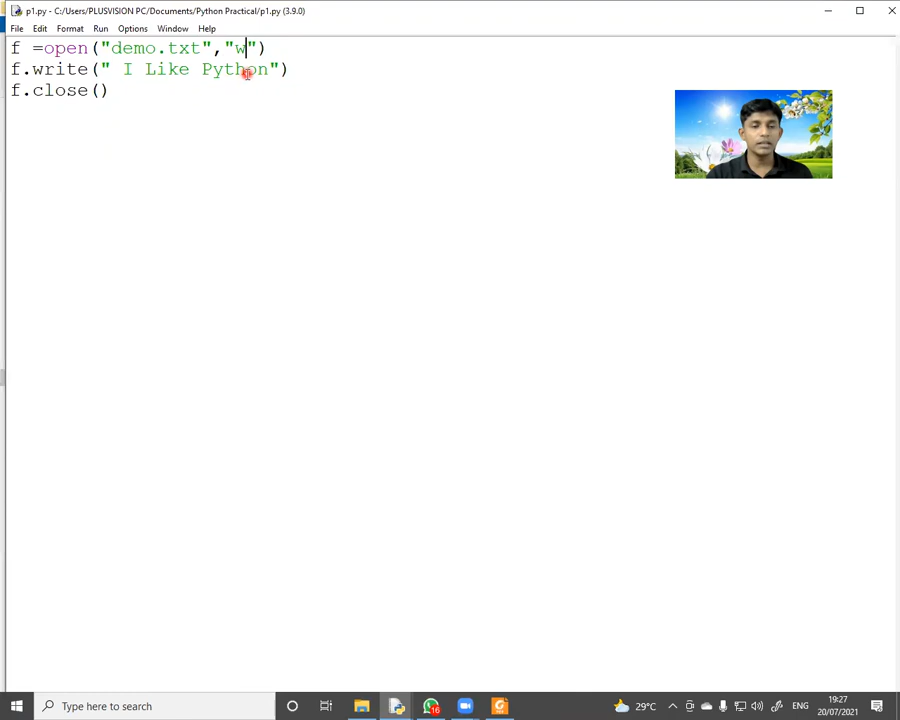 p1.py - C:/Users/PLUSVISION PC/Documents/Python Practical/p1.py (3.9.0)
File Edit Format Run Options Window Help
f =open("demo.txt","w")
f.write(" I Like Python")
f.close()
Type here to search
16
29°C
ENG
19:27
20/07/2021